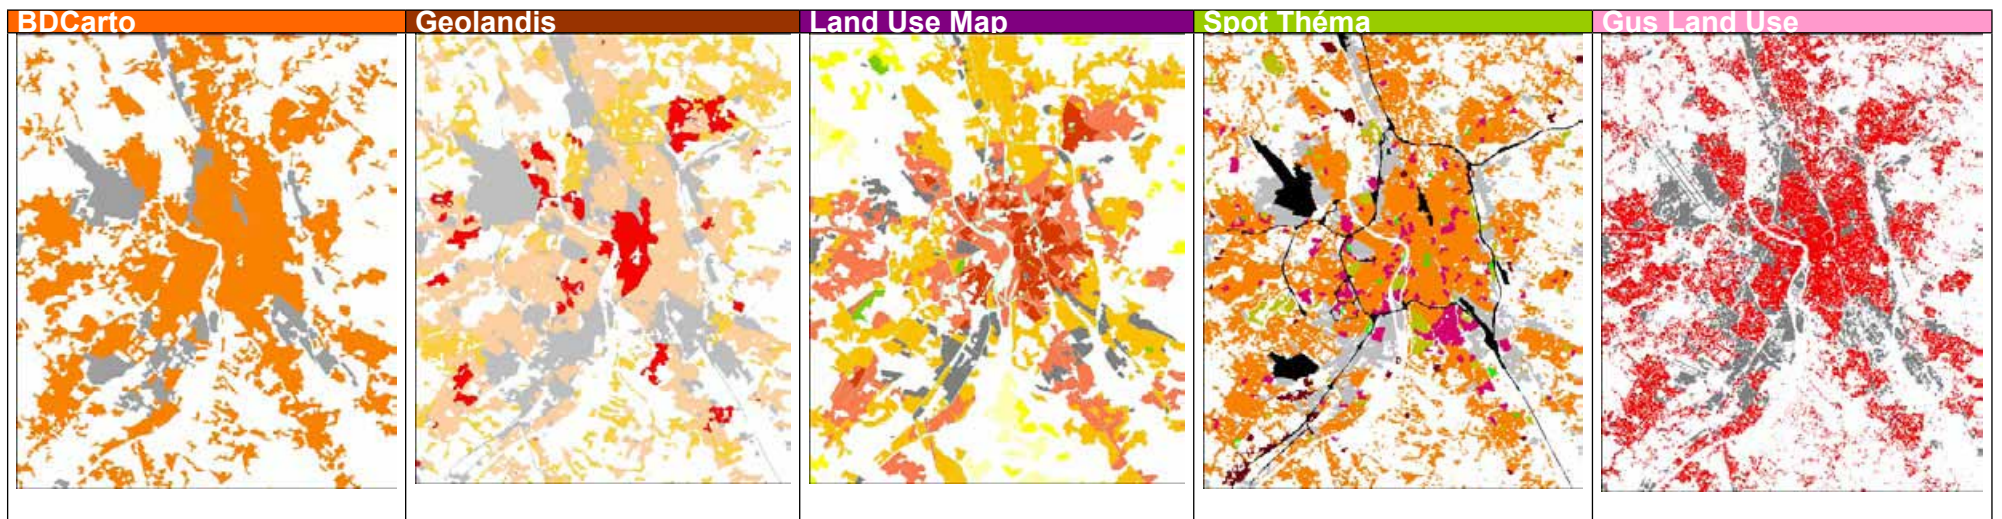 BDCarto
Geolandis
Land Use Map
Spot Théma
Gus Land Use